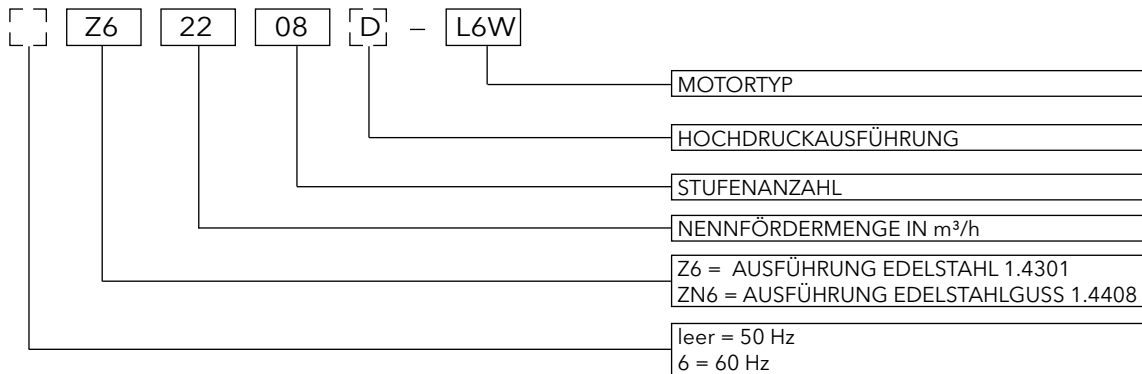 Z6 22 08 D – L6W
MOTORTYP
HOCHDRUCKAUSFÜHRUNG
STUFENANZAHL
NENNFÖRDERMENGE IN m³/h
Z6 = AUSFÜHRUNG EDELSTAHL 1.4301
ZN6 = AUSFÜHRUNG EDELSTAHLGUSS 1.4408
leer = 50 Hz
6 = 60 Hz